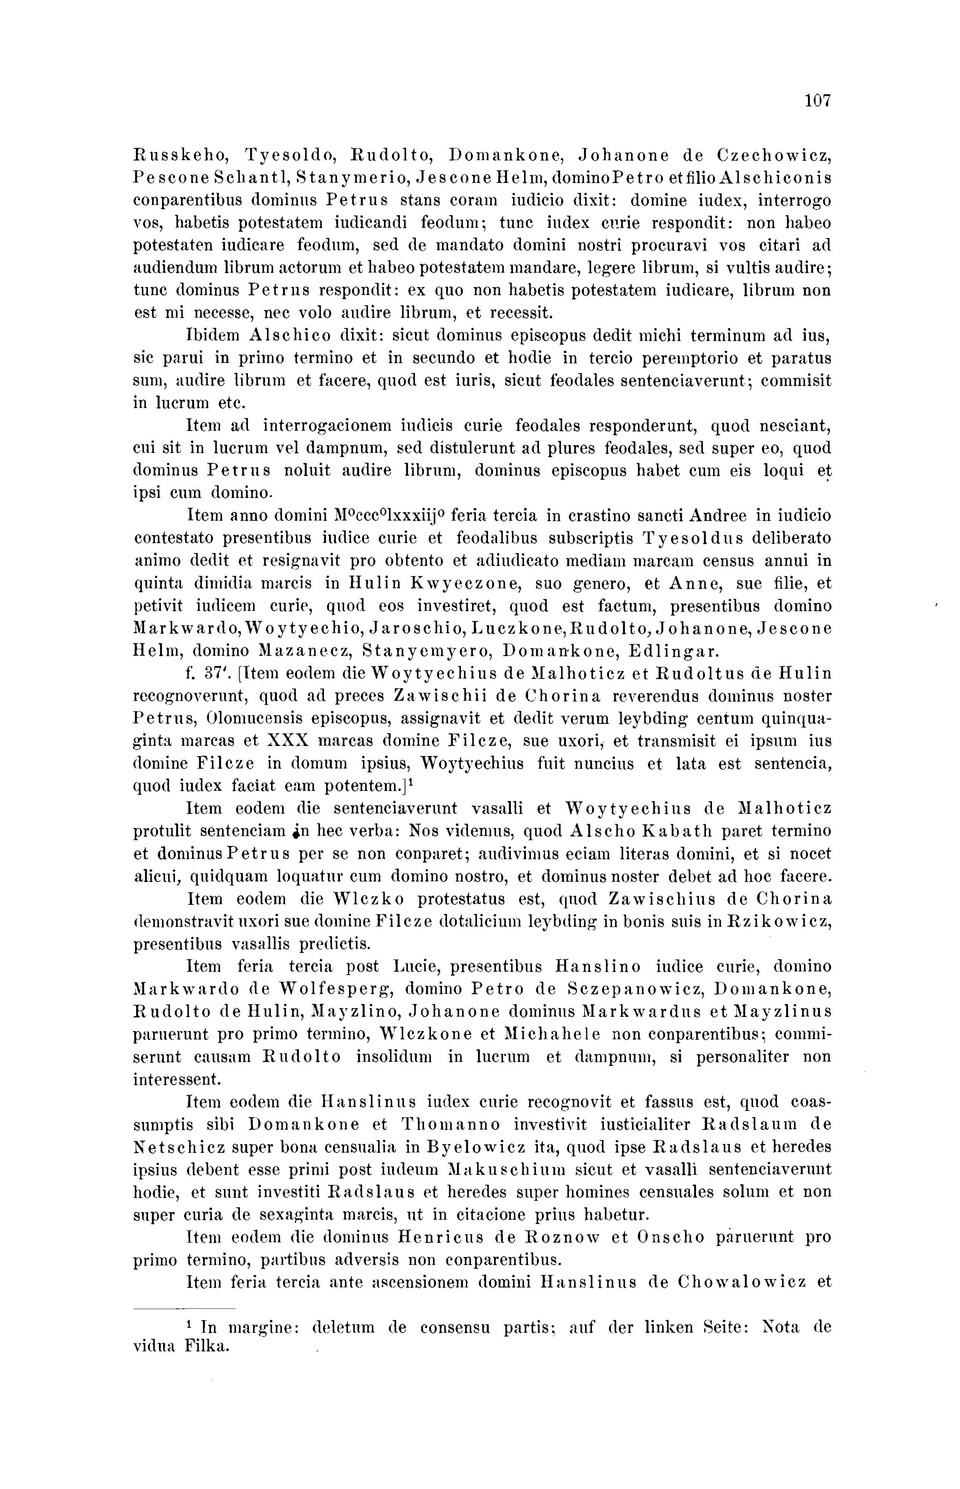 107
Russkeho, Tyesoldo, Rudolto, Domankone, Johanone de Czechowicz,
Pescone Schantl, Stanymerio, Jescone Helm, domino Petro et filio Alschiconis
conparentibus dominus Petrus stans coram iudicio dixit: domine iudex, interrogo
vos, habetis potestatem iudicandi feodum; tunc iudex curie respondit: non habeo
potestaten iudicare feodum, sed de mandato domini nostri procuravi vos citari ad
audiendum librum actorum et habeo potestatem mandare, legere librum, si vultis audire;
tunc dominus Petrus respondit: ex quo non habetis potestatem iudicare, librum non
est mi necesse, nec volo audire librum, et recessit.
Ibidem Alschico dixit: sicut dominus episcopus dedit michi terminum ad ius,
sic parui in primo termino et in secundo et hodie in tercio peremptorio et paratus
sum, audire librum et facere, quod est iuris, sicut feodales sentenciaverunt; commisit
in lucrum etc.
Item ad interrogacionem iudicis curie feodales responderunt, quod nesciant,
cui sit in lucrum vel dampnum, sed distulerunt ad plures feodales, sed super eo, quod
dominus Petrus noluit audire librum, dominus episcopus habet cum eis loqui et
ipsi cum domino.
Item anno domini M⁰ccc⁰lxxxiij⁰ feria tercia in crastino sancti Andree in iudicio
contestato presentibus iudice curie et feodalibus subscriptis Tyesoldus deliberato
animo dedit et resignavit pro obtento et adiudicato mediam marcam census annui in
quinta dimidia marcis in Hulin Kwyeczone, suo genero, et Anne, sue filie, et
petivit iudicem curie, quod eos investiret, quod est factum, presentibus domino
Markwardo, Woytyechio, Jaroschio, Luczkone, Rudolto, Johanone, Jescone
Helm, domino Mazanecz, Stanyemyero, Domankone, Edlingar.
f. 37'. [Item eodem die Woytyechius de Malhoticz et Rudoltus de Hulin
recognoverunt, quod ad preces Zawischii de Chorina reverendus dominus noster
Petrus, Olomucensis episcopus, assignavit et dedit verum leybding centum quinqua-
ginta marcas et XXX marcas domine Filcze, sue uxori, et transmisit ei ipsum ius
domine Filcze in domum ipsius, Woytyechius fuit nuncius et lata est sentencia,
quod iudex faciat eam potentem.]¹
Item eodem die sentenciaverunt vasalli et Woytyechius de Malhoticz
protulit sentenciam in hec verba: Nos videmus, quod Alscho Kabath paret termino
et dominus Petrus per se non conparet; audivimus eciam literas domini, et si nocet
alicui, quidquam loquatur cum domino nostro, et dominus noster debet ad hoc facere.
Item eodem die Wlczko protestatus est, quod Zawischius de Chorina
demonstravit uxori sue domine Filcze dotalicium leybding in bonis suis in Rzikowicz,
presentibus vasallis predictis.
Item feria tercia post Lucie, presentibus Hanslino iudice curie, domino
Markwardo de Wolfesperg, domino Petro de Sczepanowicz, Domankone,
Rudolto de Hulin, Mayzlino, Johanone dominus Markwardus et Mayzlinus
paruerunt pro primo termino, Wlczkone et Michahele non conparentibus; commi-
serunt causam Rudolto insolidum in lucrum et dampnum, si personaliter non
interessent.
Item eodem die Hanslinus iudex curie recognovit et fassus est, quod coas-
sumptis sibi Domankone et Thomanno investivit iusticialiter Radslaum de
Netschicz super bona censualia in Byelowicz ita, quod ipse Radslaus et heredes
ipsius debent esse primi post iudeum Makuschium sicut et vasalli sentenciaverunt
hodie, et sunt investiti Radslaus et heredes super homines censuales solum et non
super curia de sexaginta marcis, ut in citacione prius habetur.
Item eodem die dominus Henricus de Roznow et Onscho paruerunt pro
primo termino, partibus adversis non conparentibus.
Item feria tercia ante ascensionem domini Hanslinus de Chowalowicz et
¹ In margine: deletum de consensu partis; auf der linken Seite: Nota de
vidua Filka.